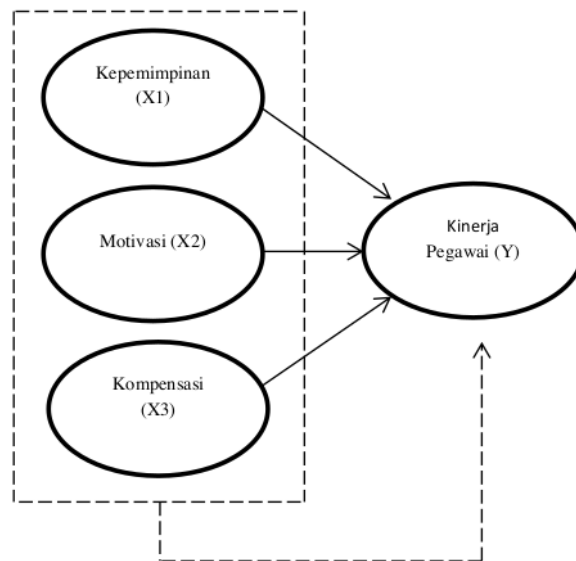 Kepemimpinan
(X1)
Motivasi (X2)
Kinerja
Pegawai (Y)
Kompensasi
(X3)